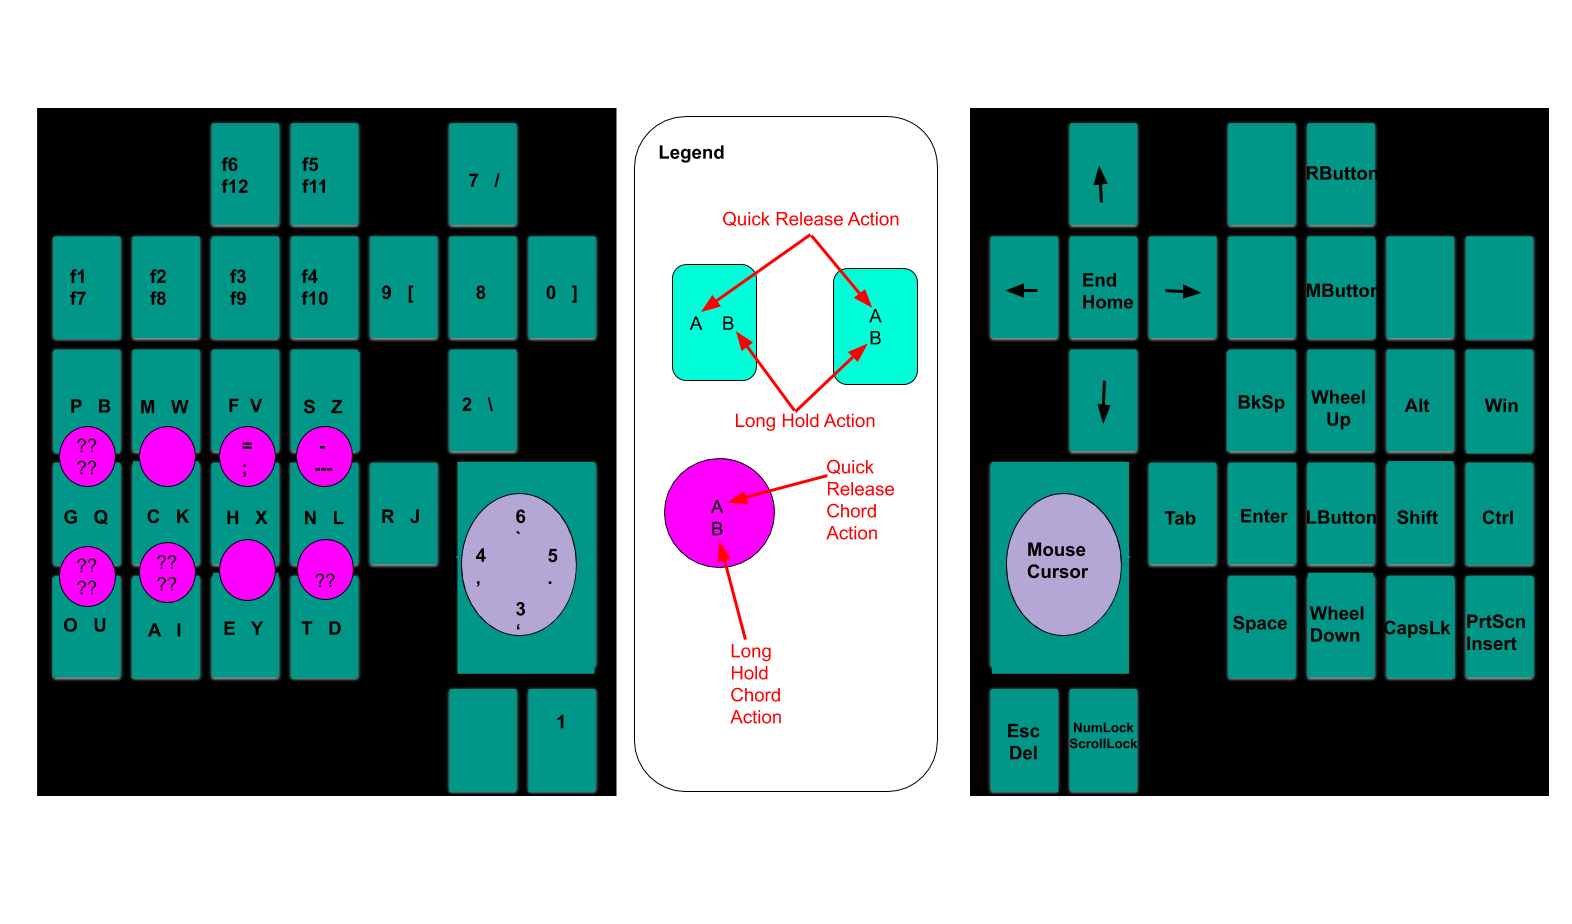 f6
f12
f5
f11
7 /
f1
f7
f2
f8
f3
f9
f4
f10
9 [
8
0 ]
P B
M W
F V
S Z
2 \
??
??
=
;
-
---
G Q
C K
H X
N L
R J
6
`
4
,
5
.
3
‘
??
??
??
??
??
O U
A I
E Y
T D
1
Legend
Quick Release Action
A B
A
B
Long Hold Action
A
B
Quick
Release
Chord
Action
Long
Hold
Chord
Action
RButton
End
Home
MButton
BkSp
Wheel
Up
Alt
Win
Mouse
Cursor
Tab
Enter
LButton
Shift
Ctrl
Space
Wheel
Down
CapsLk
PrtScn
Insert
Esc
Del
NumLock
ScrollLock